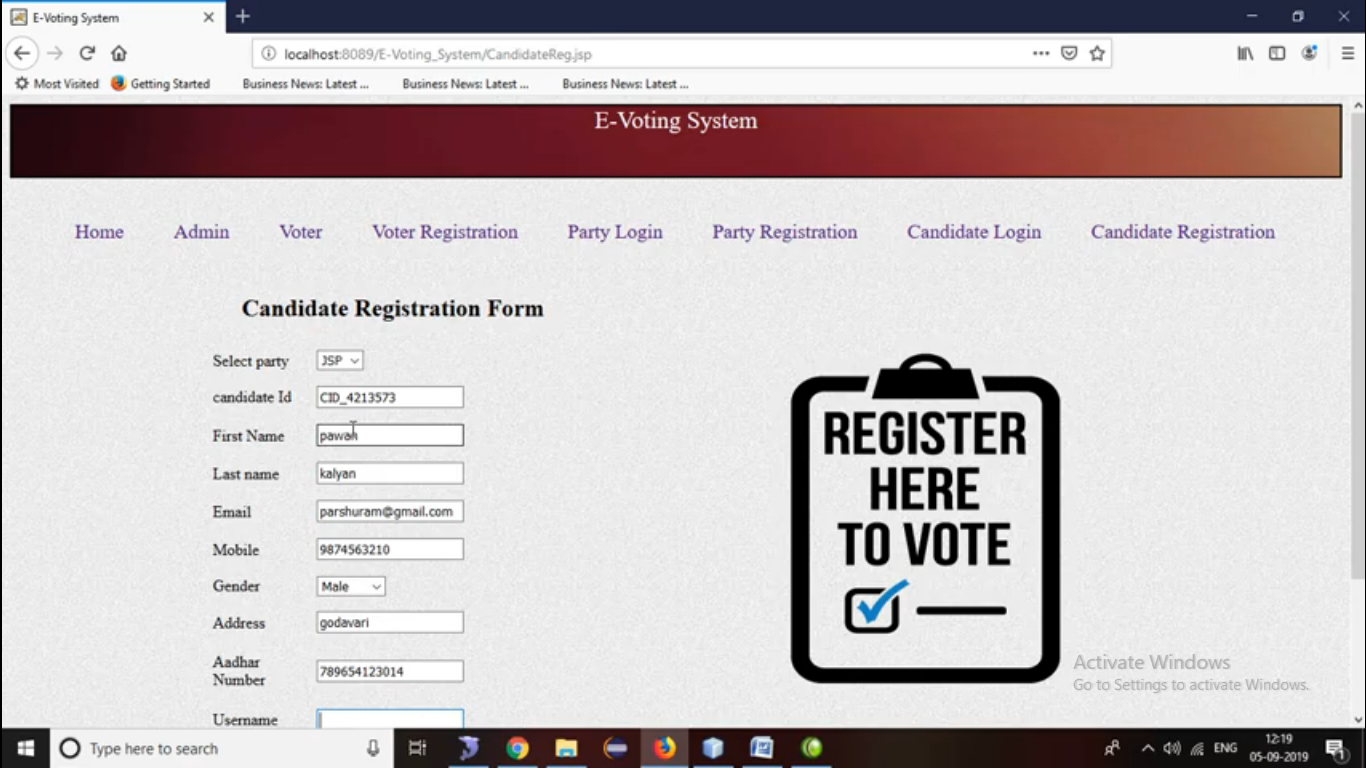 E-Voting System
localhost:8089/E-Voting_System/CandidateReg.jsp
Most Visited Getting Started Business News: Latest ... Business News: Latest ... Business News: Latest ...
E-Voting System
Home Admin Voter Voter Registration Party Login Party Registration Candidate Login Candidate Registration
Candidate Registration Form
Select party JSP
candidate Id CID_4213573
First Name pawan
Last name kalyan
Email parshuram@gmail.com
Mobile 9874563210
Gender Male
Address godavari
Aadhar
Number 789654123014
Username
REGISTER
HERE
TO VOTE
Activate Windows
Go to Settings to activate Windows.
Type here to search
ENG
12:19
05-09-2019
1